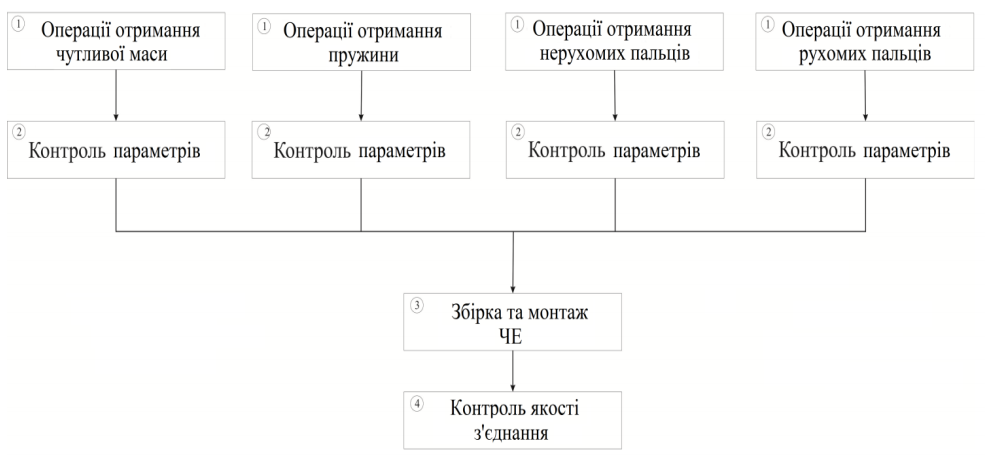 1
Операції отримання
чутливої маси
1
Операції отримання
пружини
1
Операції отримання
нерухомих пальців
1
Операції отримання
рухомих пальців
2
Контроль параметрів
2
Контроль параметрів
2
Контроль параметрів
2
Контроль параметрів
3
Збірка та монтаж
ЧЕ
4
Контроль якості
з'єднання